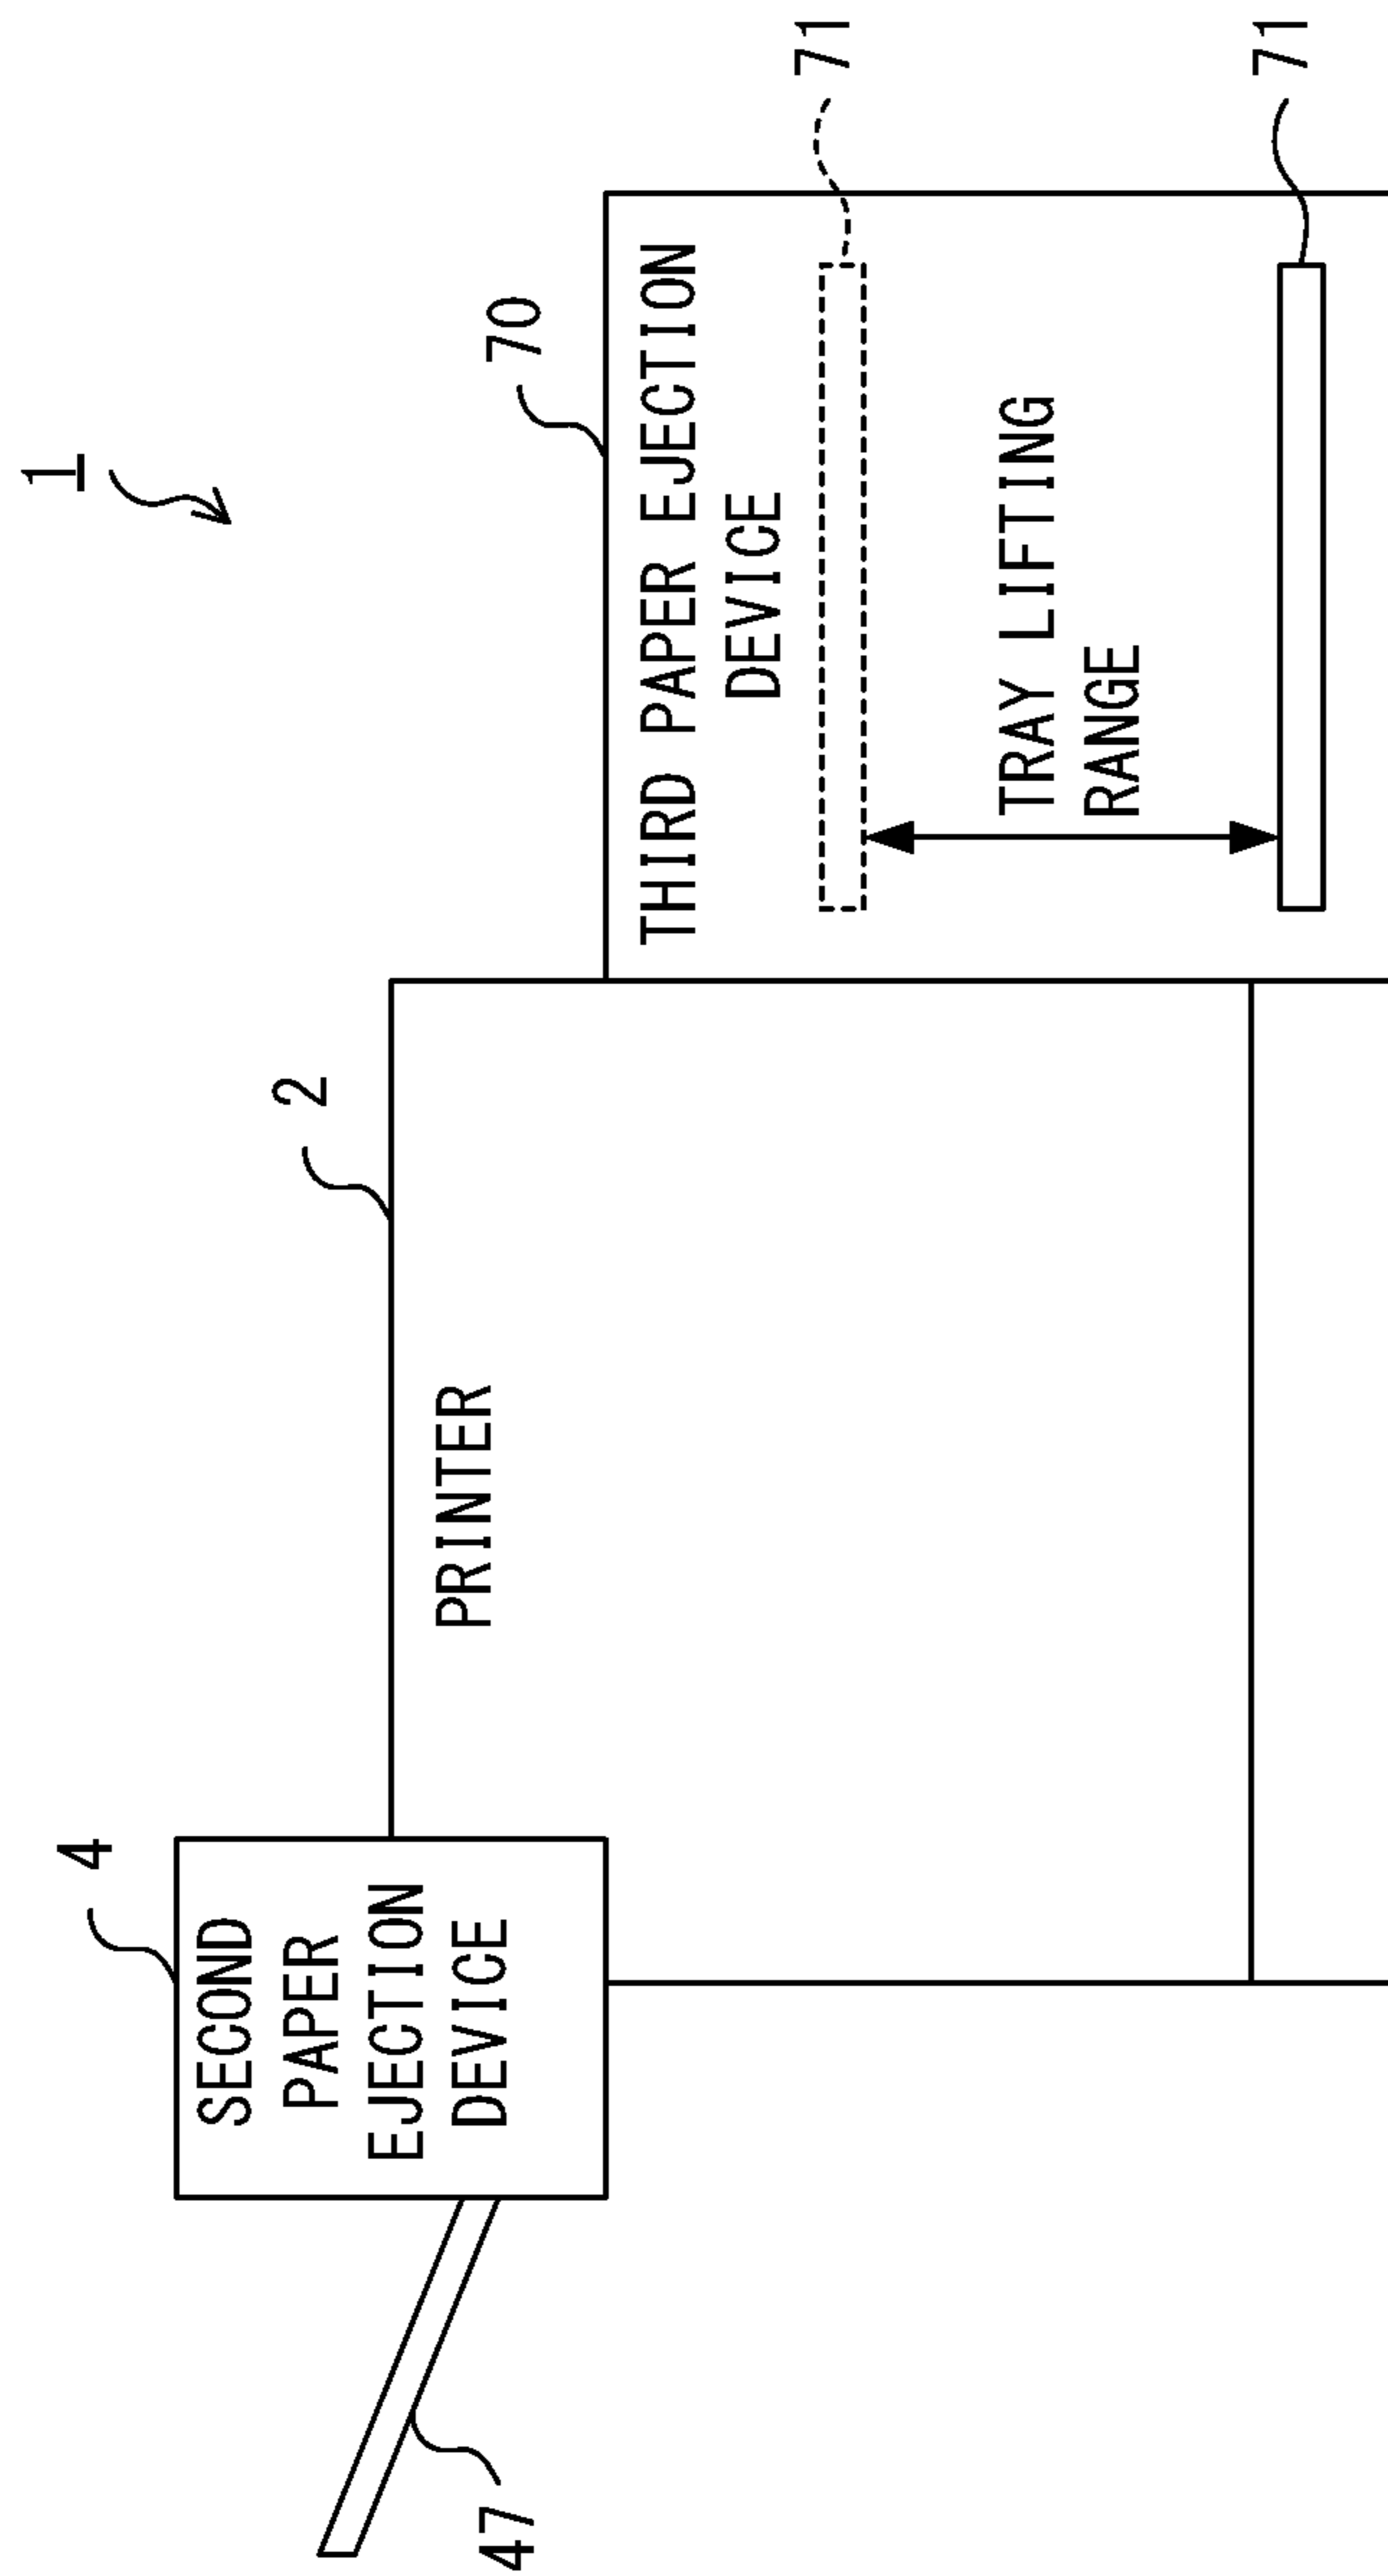 1
4
SECOND
PAPER
EJECTION
DEVICE
47
2
PRINTER
70
THIRD PAPER EJECTION
DEVICE
71
TRAY LIFTING
RANGE
71